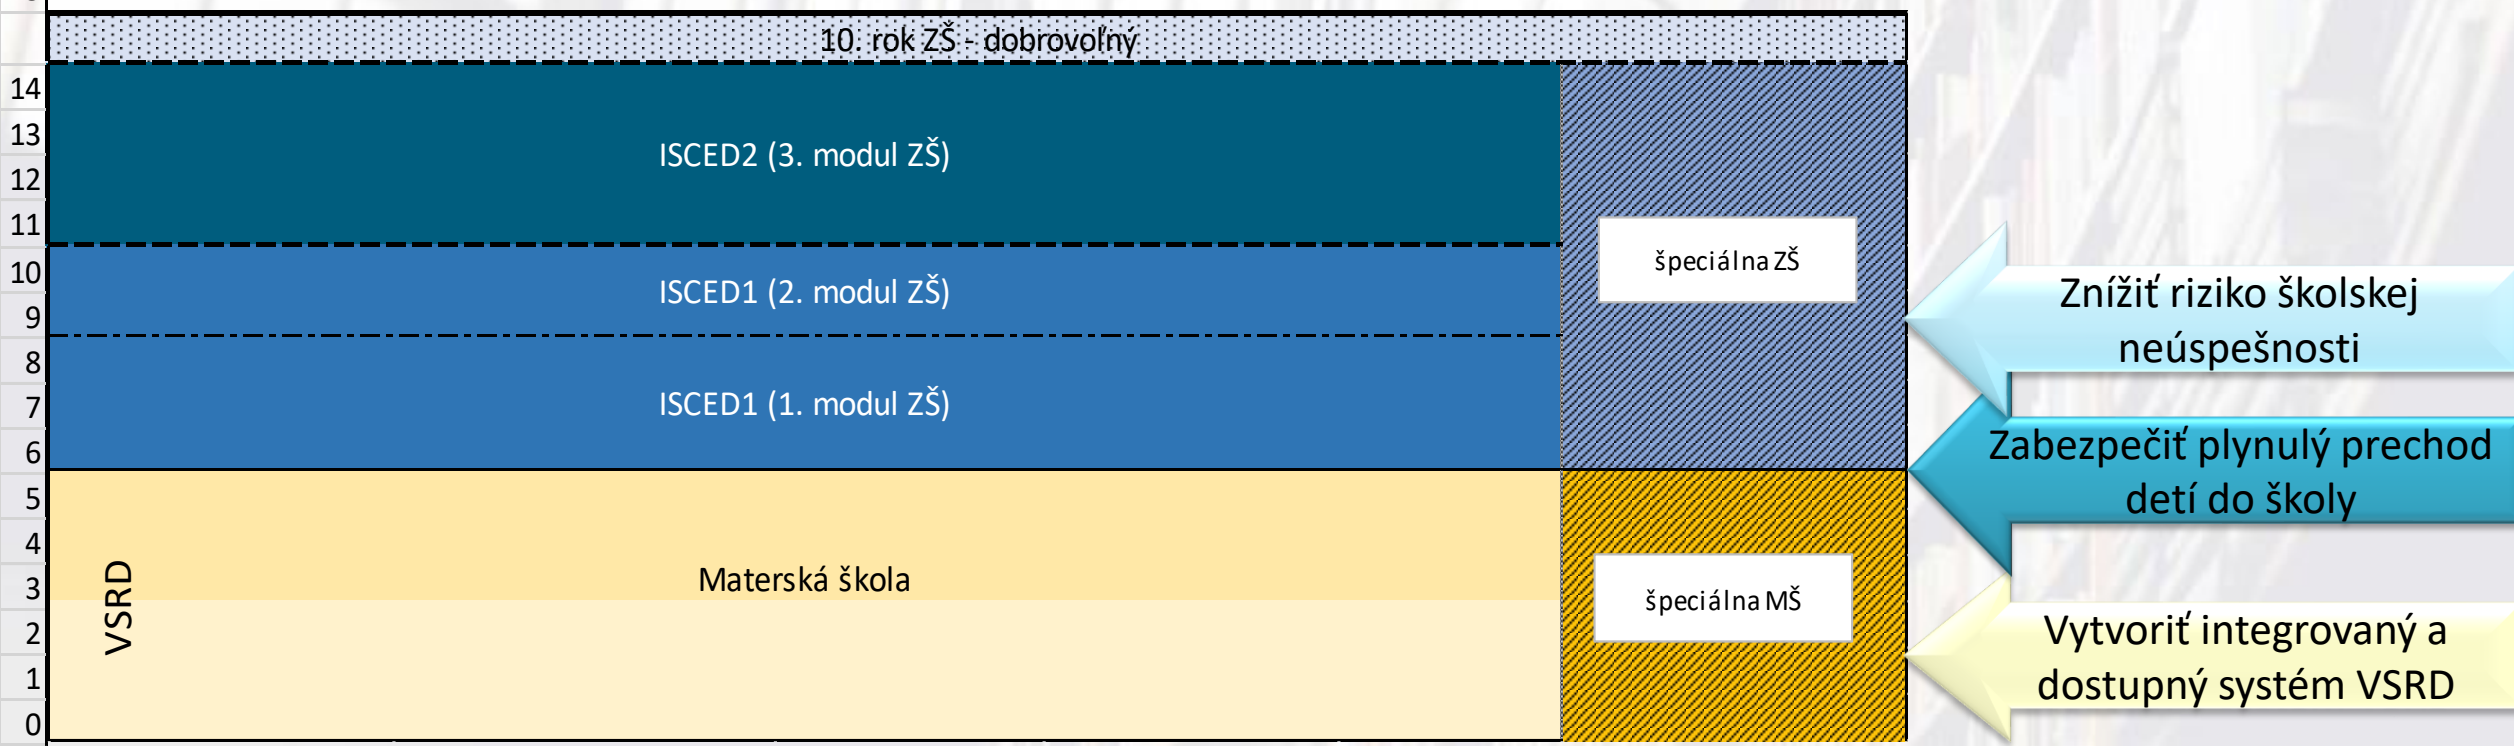 10. rok ZŠ - dobrovoľný
14
13
ISCED2 (3. modul ZŠ)
12
11
špeciálna ZŠ
10
ISCED1 (2. modul ZŠ)
9
8
7
ISCED1 (1. modul ZŠ)
6
5
4
3
Materská škola
VSRD
špeciálna MŠ
2
1
0
Znížiť riziko školskej
neúspešnosti
Zabezpečiť plynulý prechod
detí do školy
Vytvoriť integrovaný a
dostupný systém VSRD